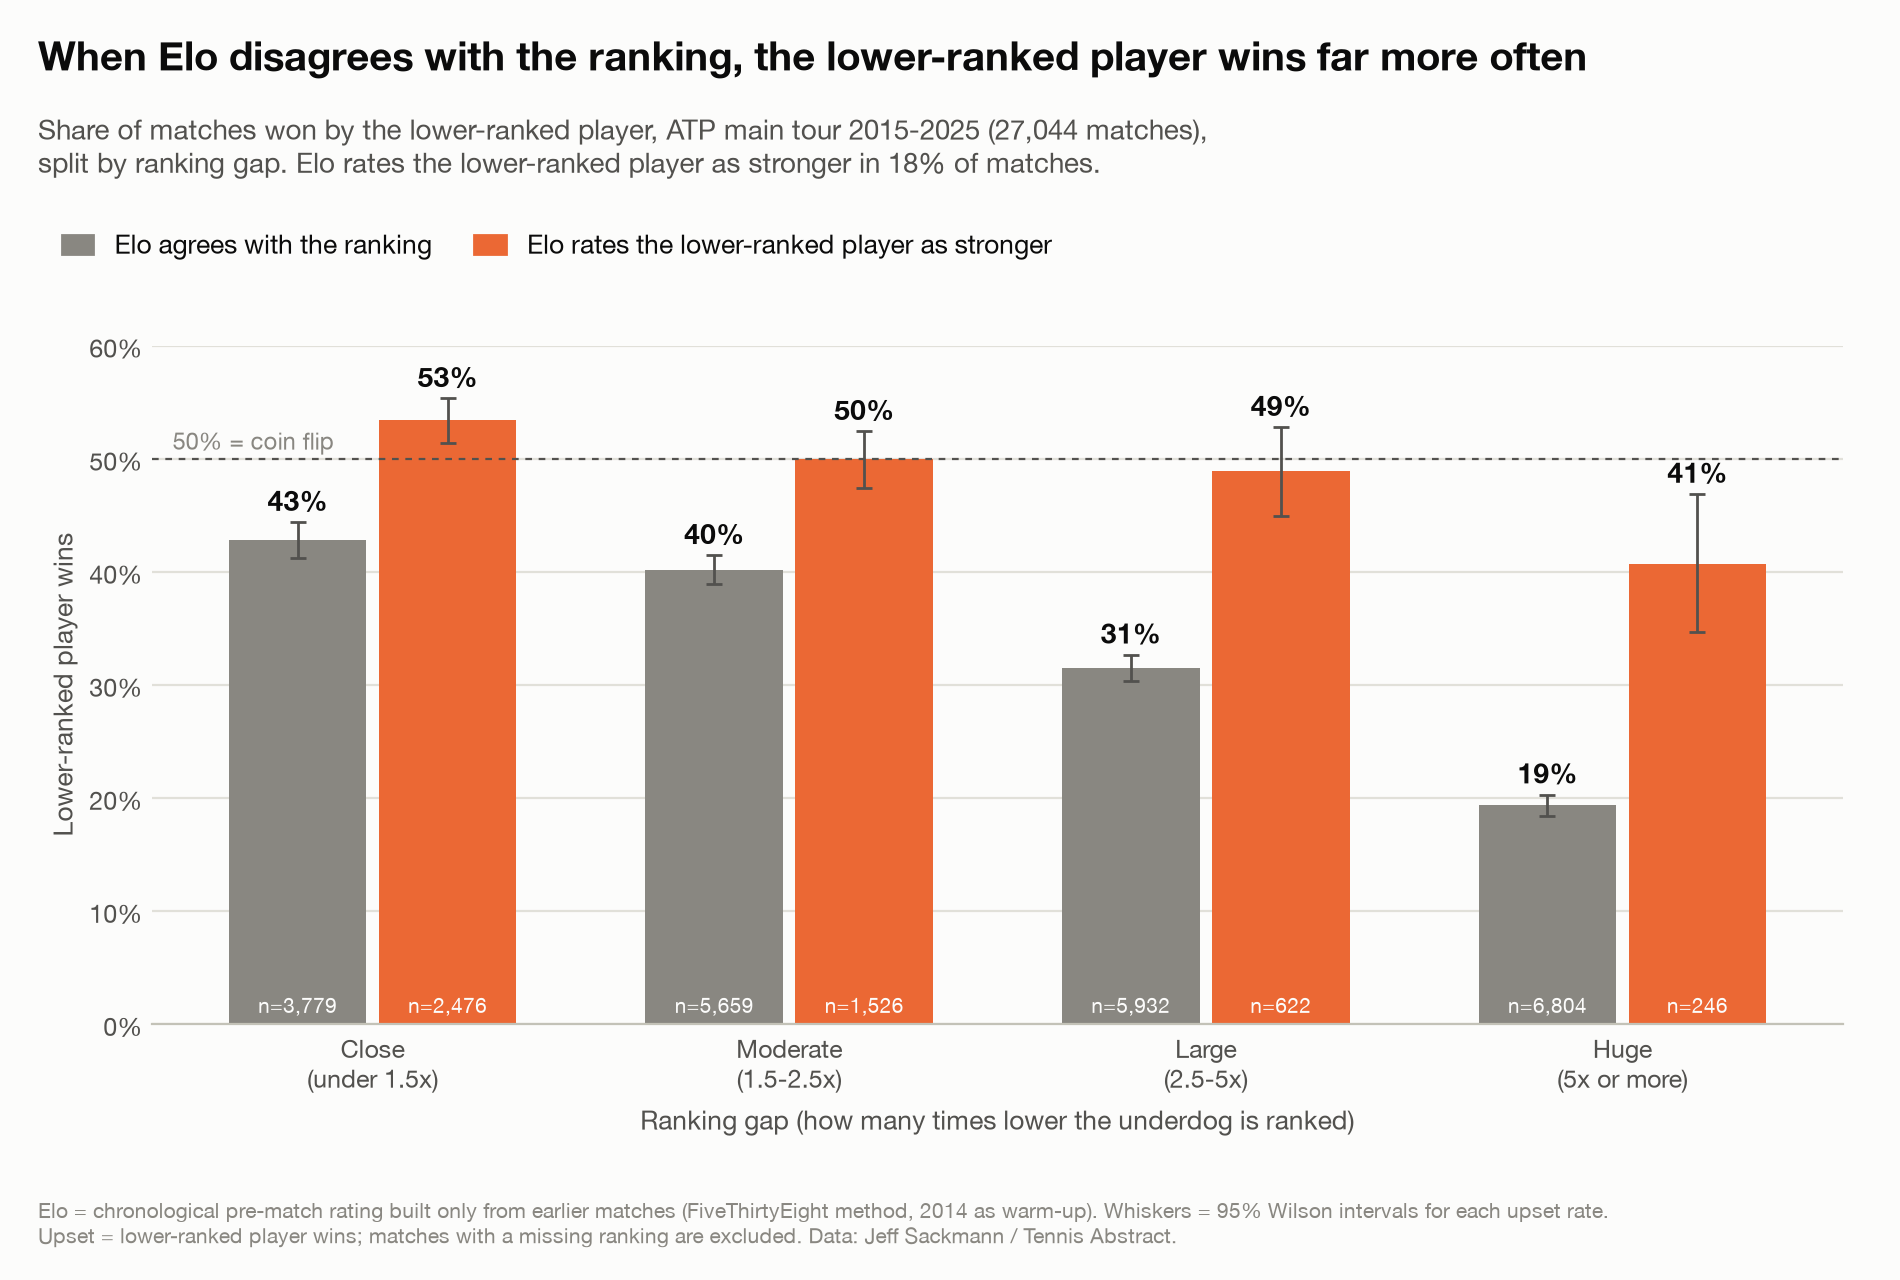 When Elo disagrees with the ranking, the lower-ranked player wins far more often
Share of matches won by the lower-ranked player, ATP main tour 2015-2025 (27,044 matches),
split by ranking gap. Elo rates the lower-ranked player as stronger in 18% of matches.
Elo agrees with the ranking
Elo rates the lower-ranked player as stronger
Lower-ranked player wins
60%
50%
40%
30%
20%
10%
0%
50% = coin flip
43%
53%
40%
50%
31%
49%
19%
41%
n=3,779
n=2,476
n=5,659
n=1,526
n=5,932
n=622
n=6,804
n=246
Close
(under 1.5x)
Moderate
(1.5-2.5x)
Large
(2.5-5x)
Huge
(5x or more)
Ranking gap (how many times lower the underdog is ranked)
Elo = chronological pre-match rating built only from earlier matches (FiveThirtyEight method, 2014 as warm-up). Whiskers = 95% Wilson intervals for each upset rate.
Upset = lower-ranked player wins; matches with a missing ranking are excluded. Data: Jeff Sackmann / Tennis Abstract.